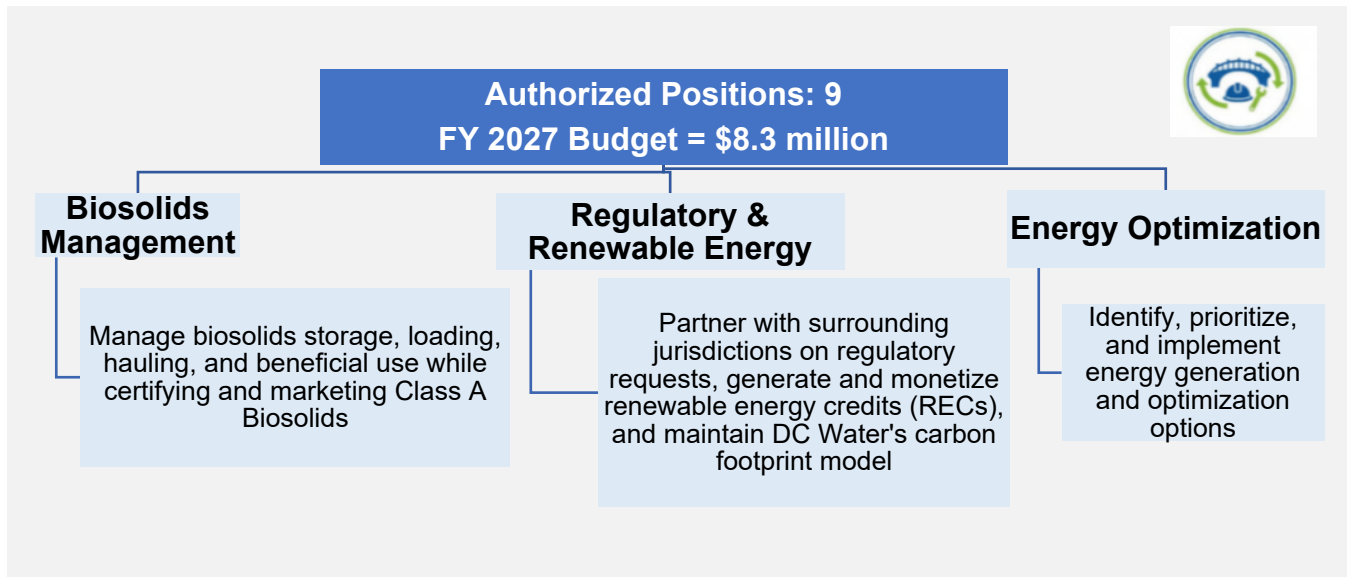 Authorized Positions: 9
FY 2027 Budget = $8.3 million
Biosolids
Management
Regulatory &
Renewable Energy
Energy Optimization
Manage biosolids storage, loading,
hauling, and beneficial use while
certifying and marketing Class A
Biosolids
Partner with surrounding
jurisdictions on regulatory
requests, generate and monetize
renewable energy credits (RECs),
and maintain DC Water's carbon
footprint model
Identify, prioritize,
and implement
energy generation
and optimization
options